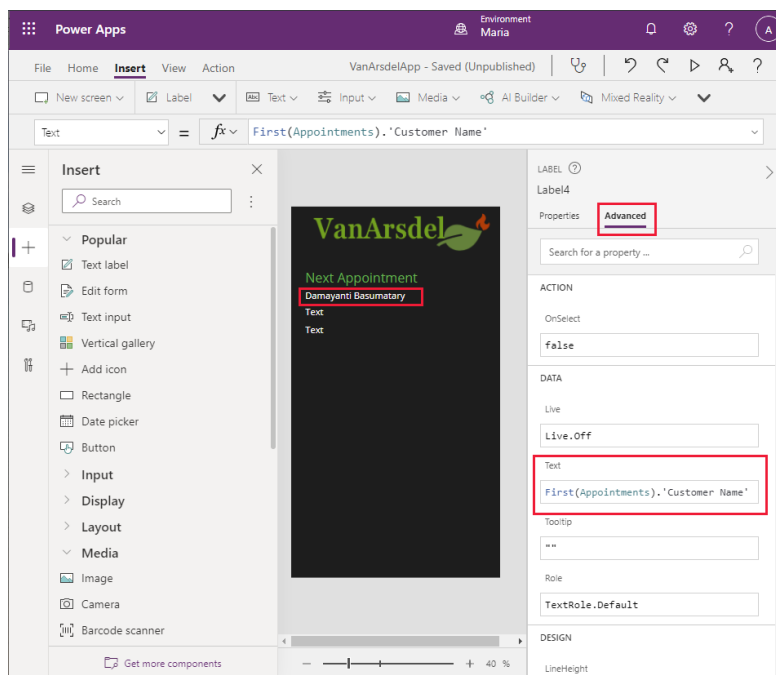 Power Apps
Environment
Maria
A
File Home Insert View Action VanArsdelApp - Saved (Unpublished)
New screen Label Abc Text Input Media AI Builder Mixed Reality
Text = fx First(Appointments).'Customer Name'
Insert
Search
Popular
Text label
Edit form
Text input
Vertical gallery
Add icon
Rectangle
Date picker
Button
Input
Display
Layout
Media
Image
Camera
Barcode scanner
Get more components
VanArsdel
Next Appointment
Damayanti Basumatary
Text
Text
40 %
LABEL
Label4
Properties Advanced
Search for a property ...
ACTION
OnSelect
false
DATA
Live
Live.Off
Text
First(Appointments).'Customer Name'
Tooltip
""
Role
TextRole.Default
DESIGN
LineHeight